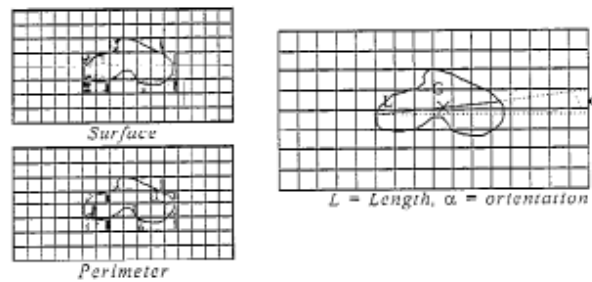 Surface
Perimeter
L
G
L = Length, α = orientation